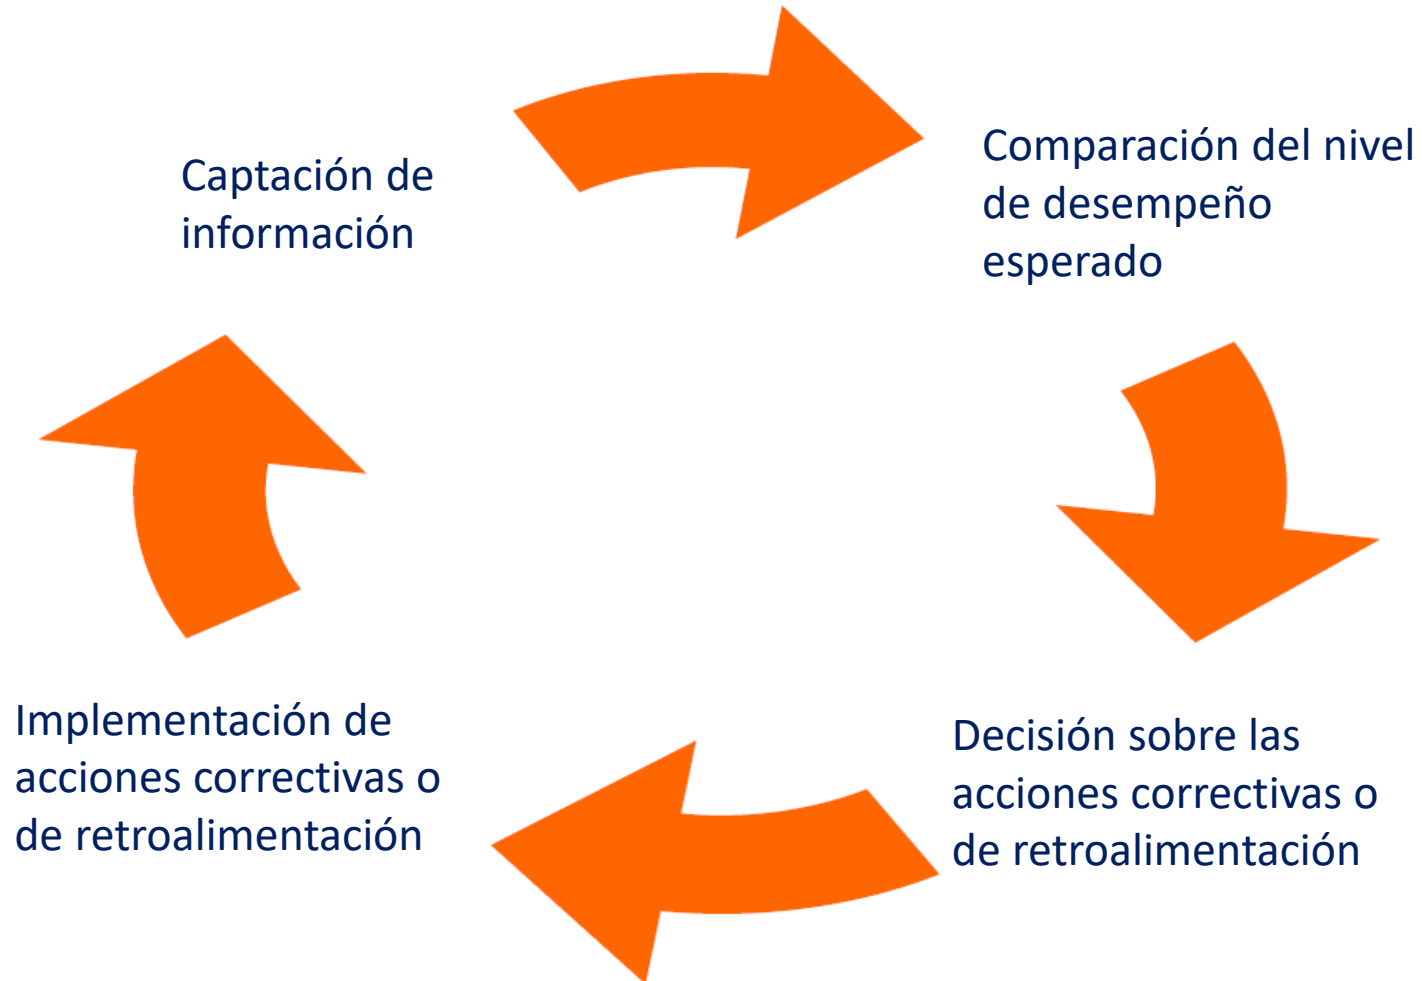 Captación de
información
Comparación del nivel
de desempeño
esperado
Decisión sobre las
acciones correctivas o
de retroalimentación
Implementación de
acciones correctivas o
de retroalimentación